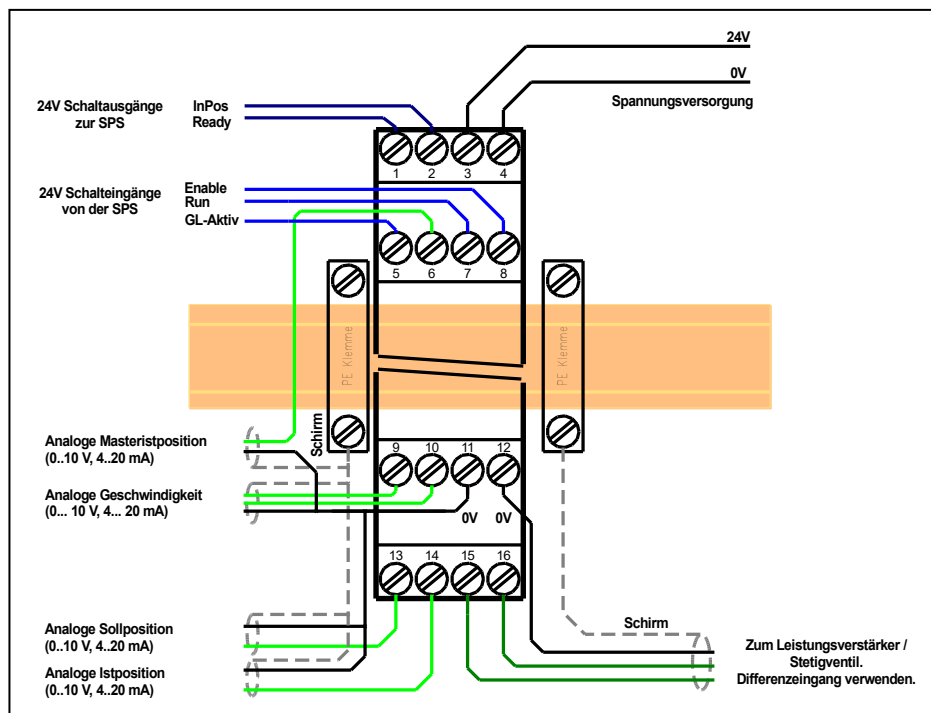 24V
0V
Spannungsversorgung
24V Schaltausgänge
zur SPS
InPos
Ready
1 2 3 4
24V Schalteingänge
von der SPS
Enable
Run
GL-Aktiv
5 6 7 8
PE Klemme
PE Klemme
Schirm
Analoge Masteristposition
(0..10 V, 4..20 mA)
9 10 11 12
Analoge Geschwindigkeit
(0... 10 V, 4... 20 mA)
0V 0V
13 14 15 16
Analoge Sollposition
(0..10 V, 4..20 mA)
Analoge Istposition
(0..10 V, 4..20 mA)
Schirm
Zum Leistungsverstärker /
Stetigventil.
Differenzeingang verwenden.